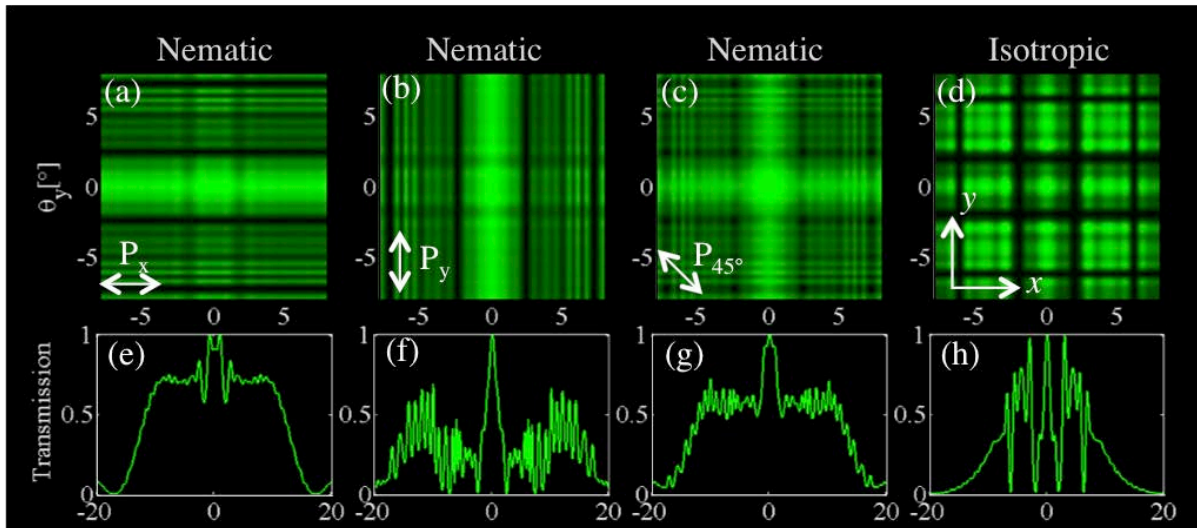 Nematic Nematic Nematic Isotropic
(a) (b) (c) (d)
5 5 5 5
θy[°] 0 0 0 0
-5 -5 -5 -5
Px Py P45° y x
-5 0 5 -5 0 5 -5 0 5 -5 0 5
Transmission
1 1 1 1
(e) (f) (g) (h)
0.5 0.5 0.5 0.5
0 0 0 0
-20 0 20 -20 0 20 -20 0 20 -20 0 20